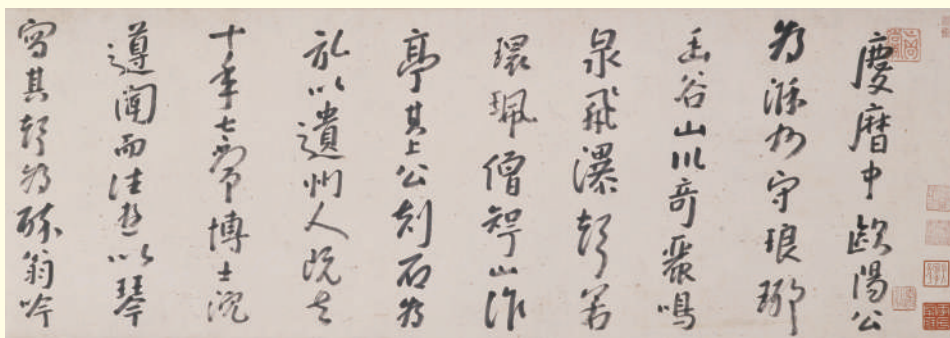 慶曆中歐陽公
為滁州守琅琊
幽谷山川奇麗鳴
泉飛瀑聲若
環珮僧智山作
亭其上公刻石為
記以遺州人既去
十年太常博士沈
遵聞而往遊以琴
寫其聲為醉翁吟